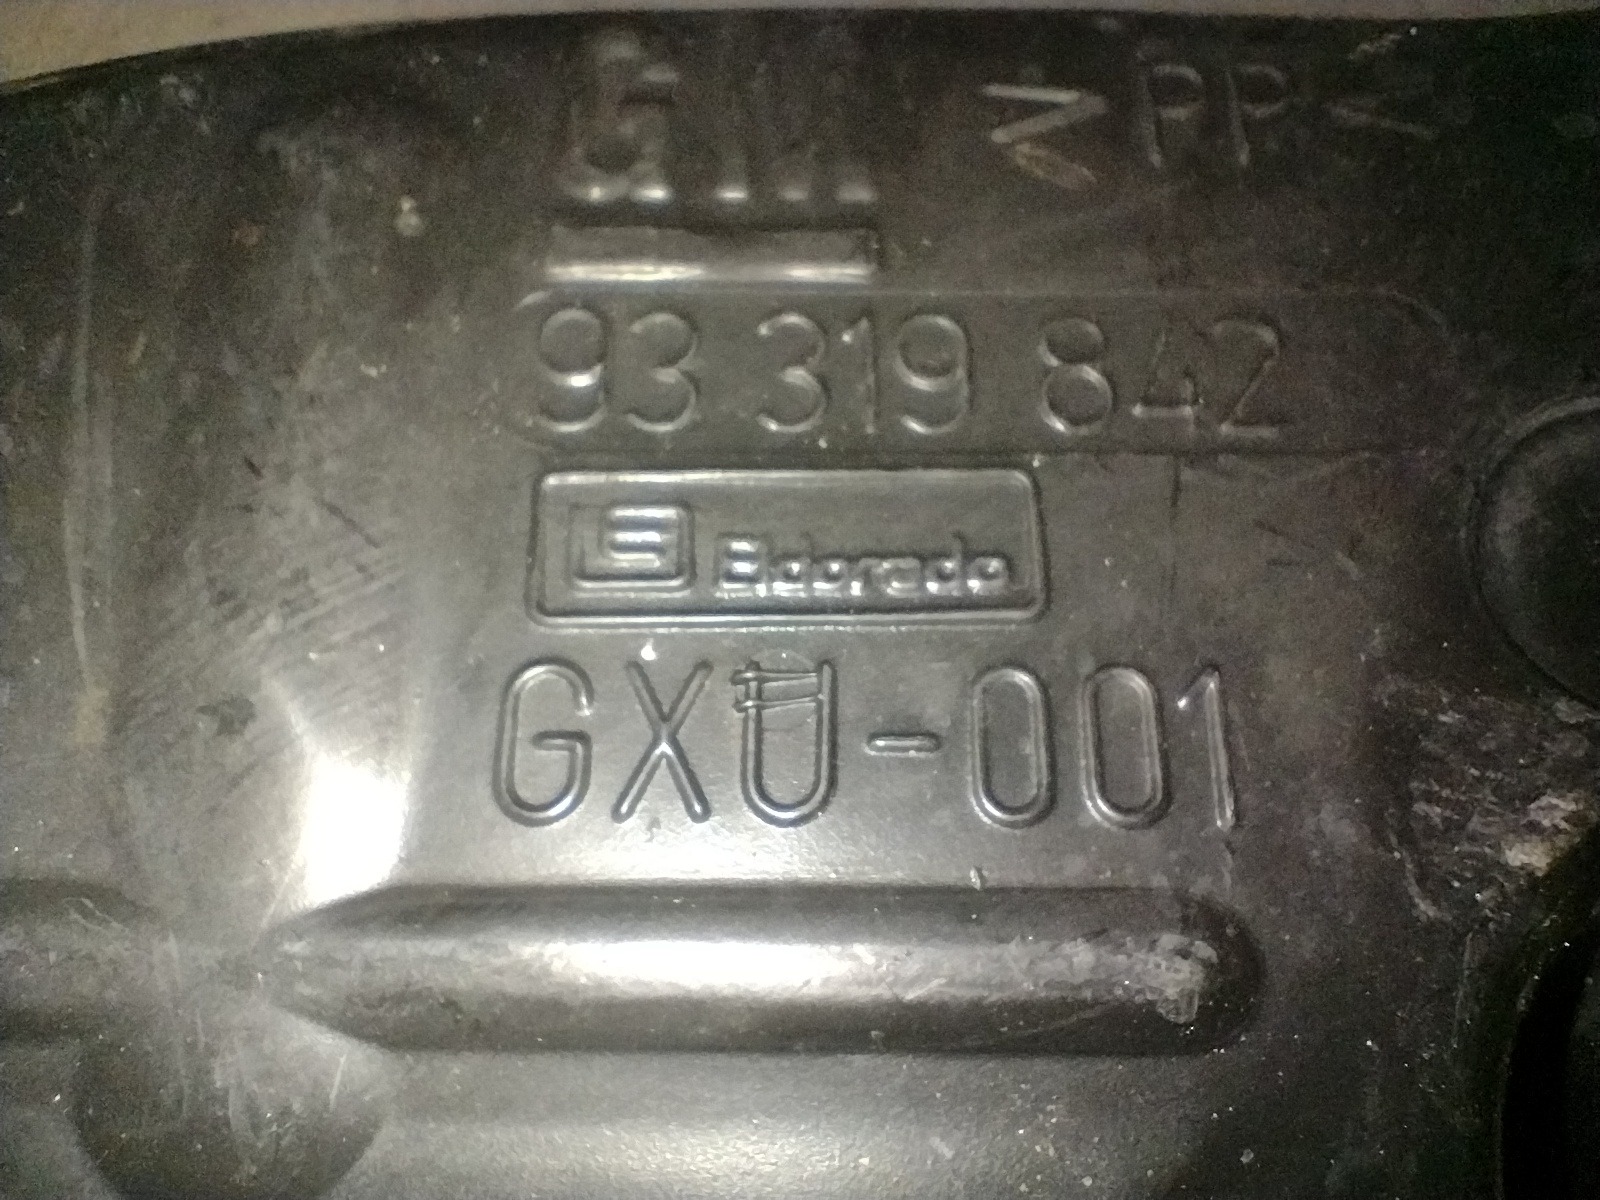 GM >PP<
93 319 842
Eldorado
GXU-001